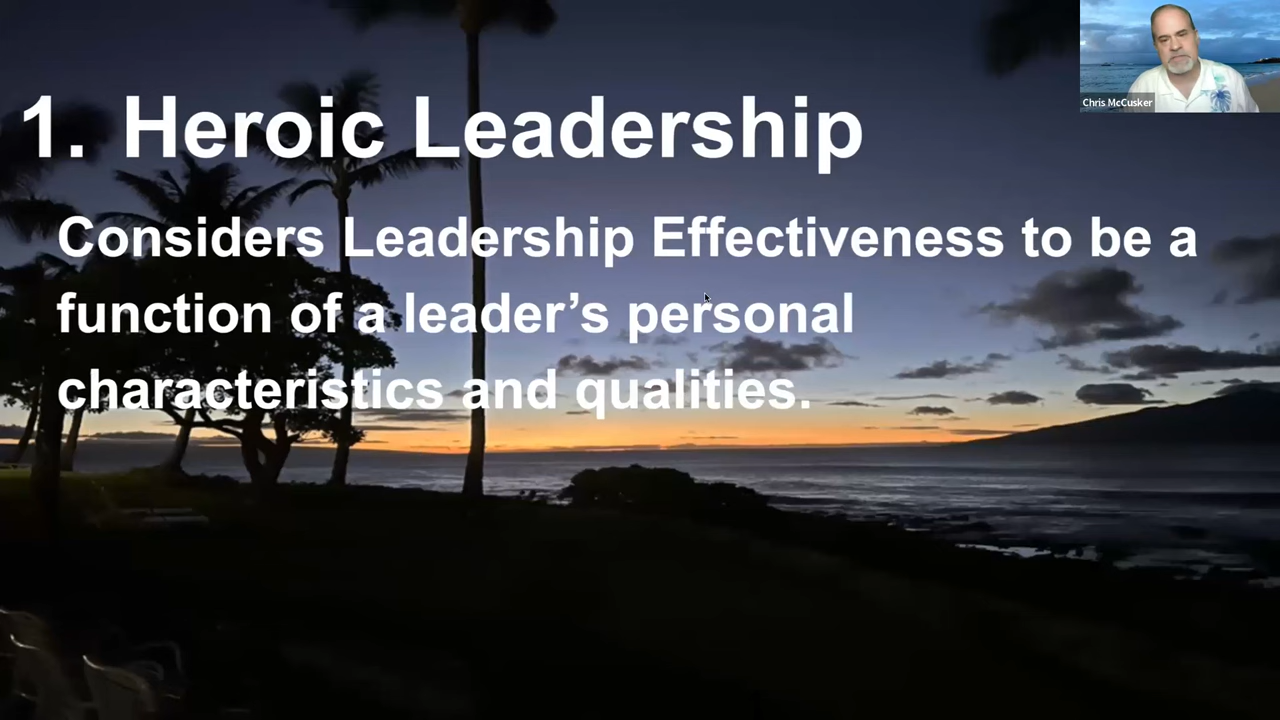 1. Heroic Leadership
Considers Leadership Effectiveness to be a
function of a leader’s personal
characteristics and qualities.
Chris McCusker